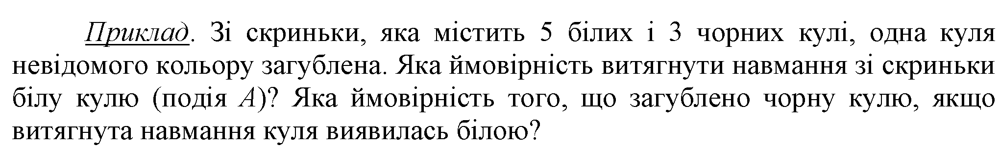 Приклад. Зі скриньки, яка містить 5 білих і 3 чорних кулі, одна куля
невідомого кольору загублена. Яка ймовірність витягнути навмання зі скриньки
білу кулю (подія А)? Яка ймовірність того, що загублено чорну кулю, якщо
витягнута навмання куля виявилась білою?